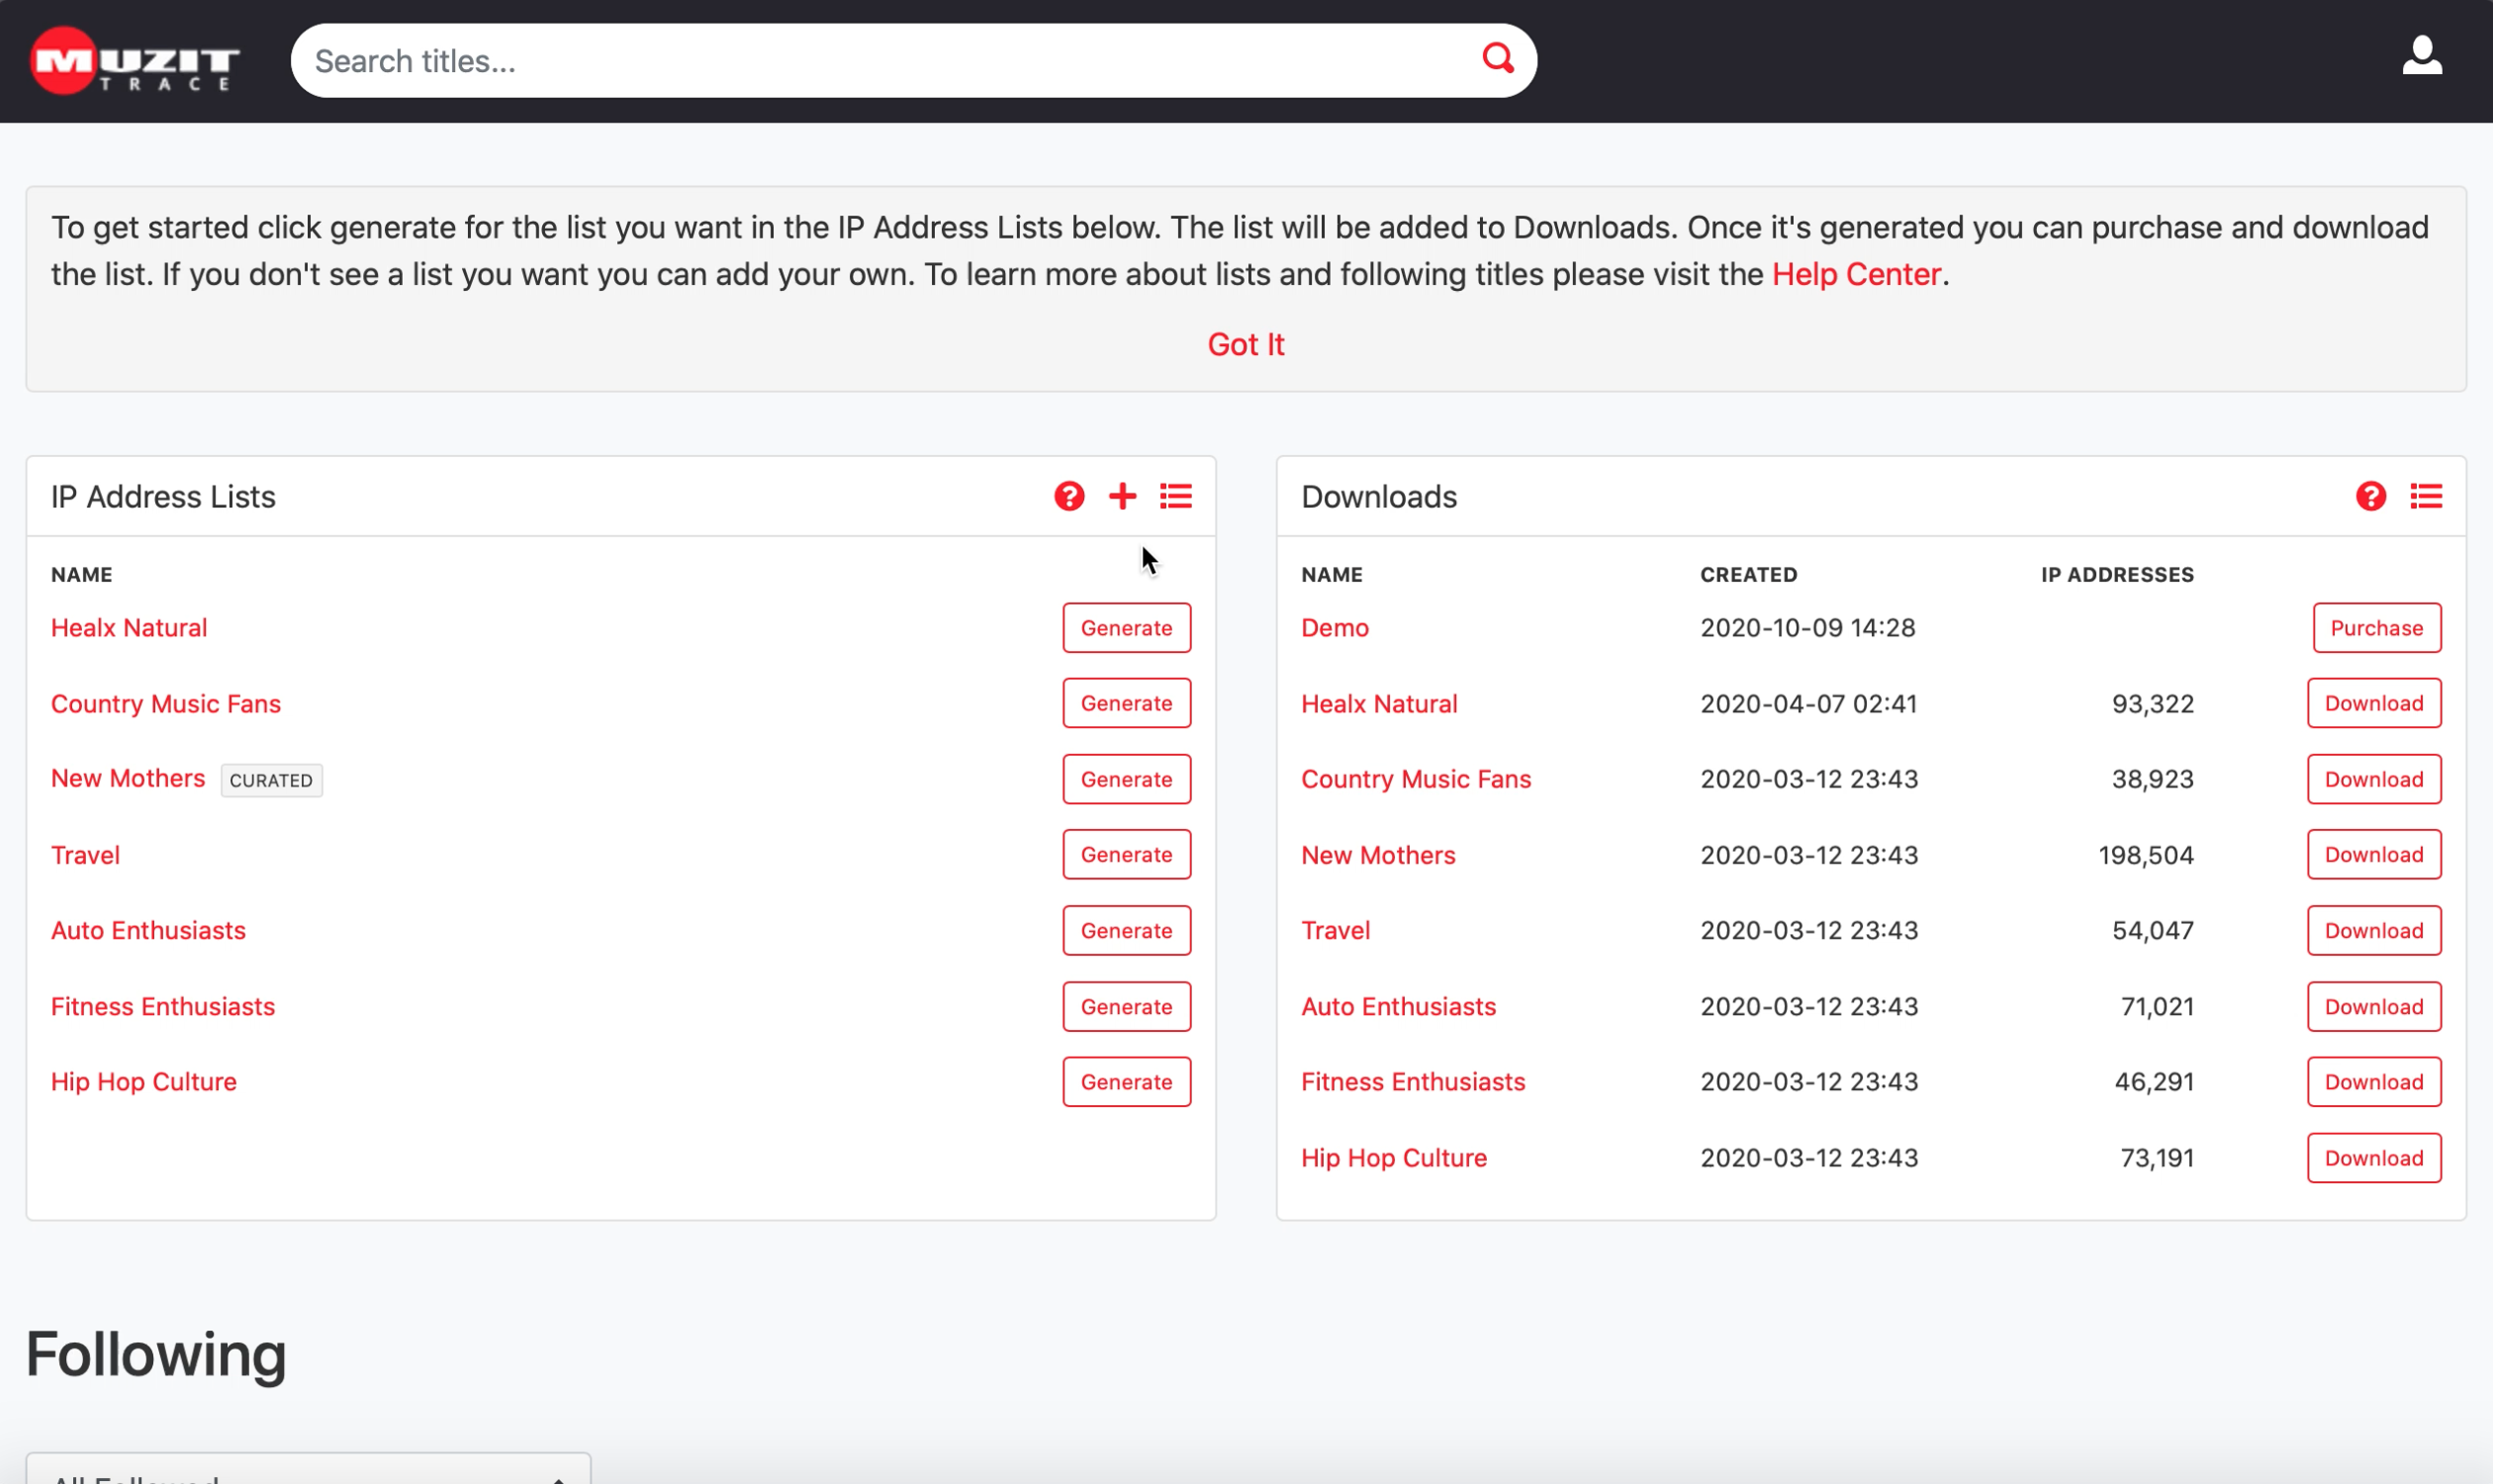 MUZIT
TRACE
Search titles...
To get started click generate for the list you want in the IP Address Lists below. The list will be added to Downloads. Once it's generated you can purchase and download
the list. If you don't see a list you want you can add your own. To learn more about lists and following titles please visit the Help Center.
Got It
IP Address Lists
NAME
Healx Natural Generate
Country Music Fans Generate
New Mothers CURATED Generate
Travel Generate
Auto Enthusiasts Generate
Fitness Enthusiasts Generate
Hip Hop Culture Generate
Downloads
NAME CREATED IP ADDRESSES
Demo 2020-10-09 14:28 Purchase
Healx Natural 2020-04-07 02:41 93,322 Download
Country Music Fans 2020-03-12 23:43 38,923 Download
New Mothers 2020-03-12 23:43 198,504 Download
Travel 2020-03-12 23:43 54,047 Download
Auto Enthusiasts 2020-03-12 23:43 71,021 Download
Fitness Enthusiasts 2020-03-12 23:43 46,291 Download
Hip Hop Culture 2020-03-12 23:43 73,191 Download
Following
All Followed